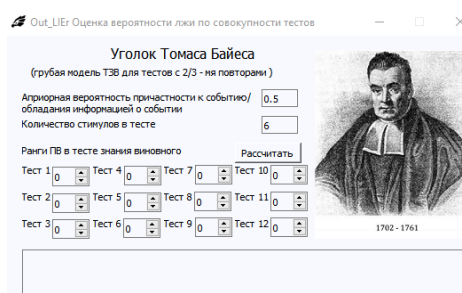 Out_LIEr Оценка вероятности лжи по совокупности тестов
Уголок Томаса Байеса
(грубая модель ТЗВ для тестов с 2/3 - мя повторами )
Априорная вероятность причастности к событию/
обладания информацией о событии
0.5
Количество стимулов в тесте
6
Ранги ПВ в тесте знания виновного
Рассчитать
Тест 1 0 Тест 4 0 Тест 7 0 Тест 10 0
Тест 2 0 Тест 5 0 Тест 8 0 Тест 11 0
Тест 3 0 Тест 6 0 Тест 9 0 Тест 12 0
1702 - 1761